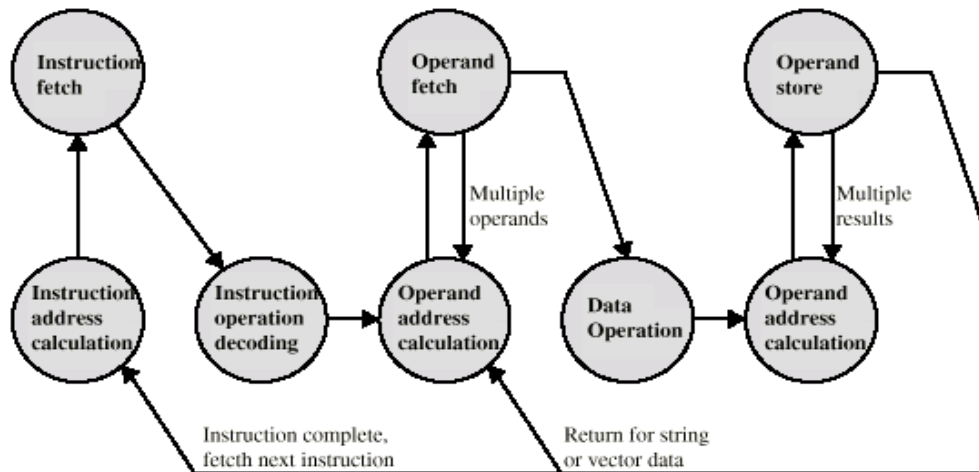 Instruction
fetch
Operand
fetch
Operand
store
Multiple
operands
Multiple
results
Instruction
address
calculation
Instruction
operation
decoding
Operand
address
calculation
Data
Operation
Operand
address
calculation
Instruction complete,
fetcth next instruction
Return for string
or vector data